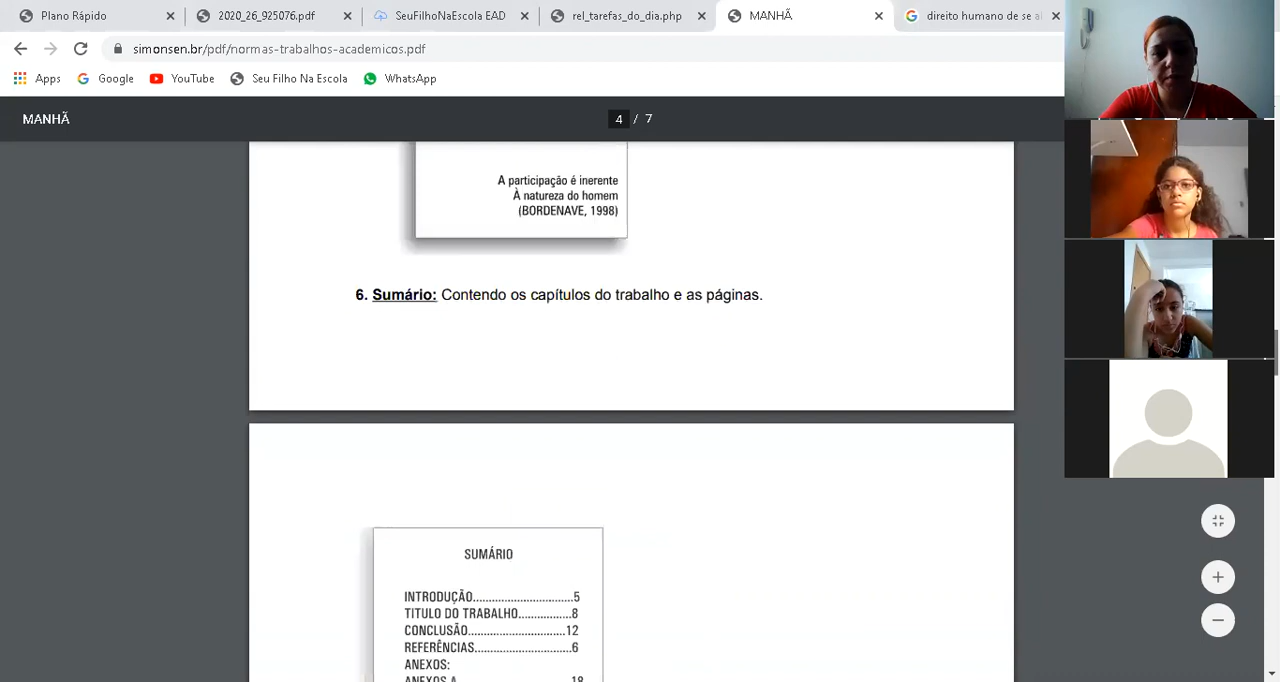 Plano Rápido
2020_26_925076.pdf
SeuFilhoNaEscola EAD
rel_tarefas_do_dia.php
MANHÃ
direito humano de se ai
simonsen.br/pdf/normas-trabalhos-academicos.pdf
Apps
Google
YouTube
Seu Filho Na Escola
WhatsApp
MANHÃ
4 / 7
A participação é inerente
À natureza do homem
(BORDENAVE, 1998)
6. Sumário: Contendo os capítulos do trabalho e as páginas.
SUMÁRIO
INTRODUÇÃO...............................5
TITULO DO TRABALHO................8
CONCLUSÃO..............................12
REFERÊNCIAS..............................6
ANEXOS:
ANEXOS A 18